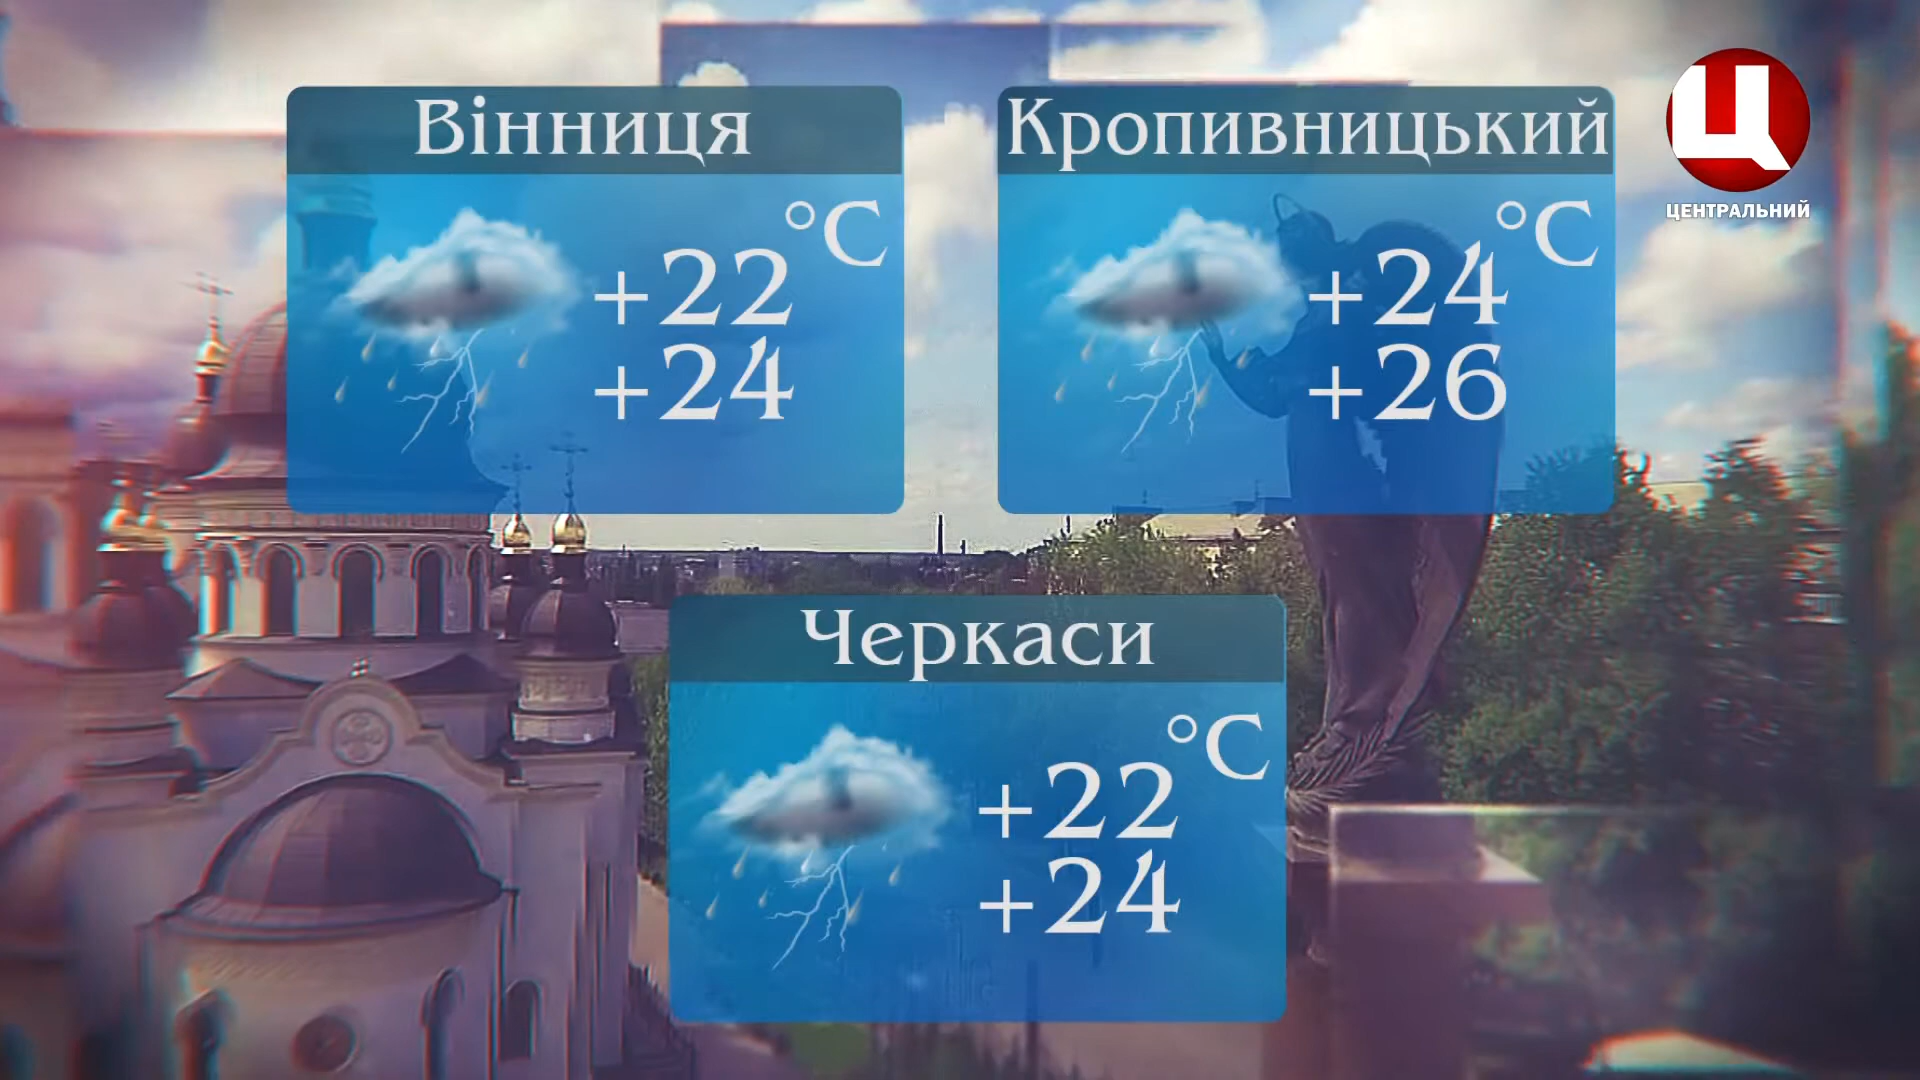 Вінниця
°C
+22
+24
Кропивницький
°C
+24
+26
Ц
ЦЕНТРАЛЬНИЙ
Черкаси
°C
+22
+24